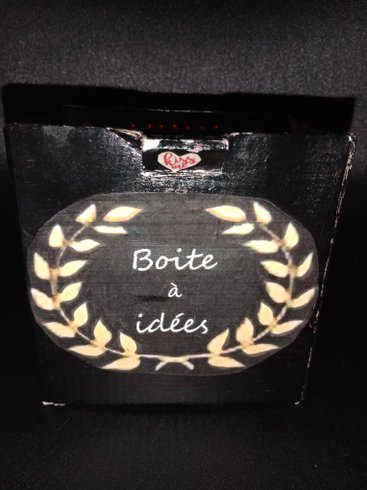 Boite
à
idées